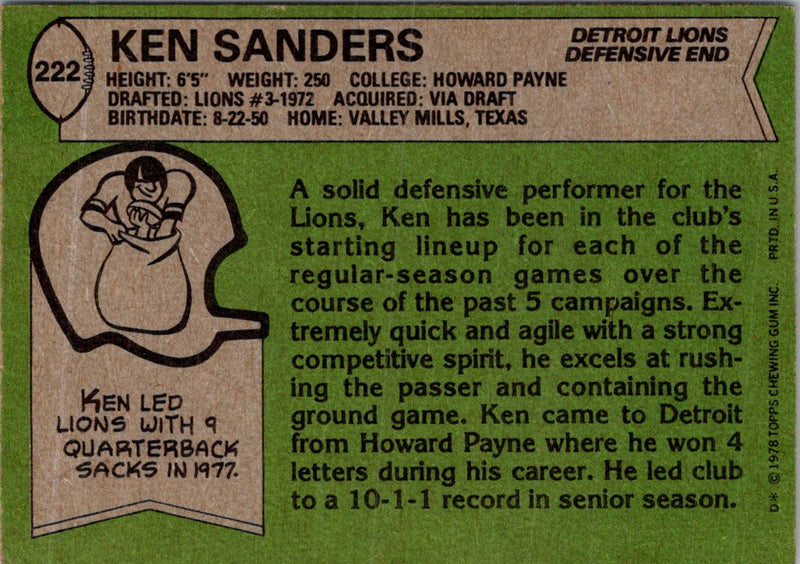 222
KEN SANDERS
DETROIT LIONS
DEFENSIVE END
HEIGHT: 6'5" WEIGHT: 250 COLLEGE: HOWARD PAYNE
DRAFTED: LIONS #3-1972 ACQUIRED: VIA DRAFT
BIRTHDATE: 8-22-50 HOME: VALLEY MILLS, TEXAS
A solid defensive performer for the
Lions, Ken has been in the club's
starting lineup for each of the
regular-season games over the
course of the past 5 campaigns. Ex-
tremely quick and agile with a strong
competitive spirit, he excels at rush-
ing the passer and containing the
ground game. Ken came to Detroit
from Howard Payne where he won 4
letters during his career. He led club
to a 10-1-1 record in senior season.
KEN LED
LIONS WITH 9
QUARTERBACK
SACKS IN 1977.
D* © 1978 TOPPS CHEWING GUM INC. PRTD. IN U.S.A.